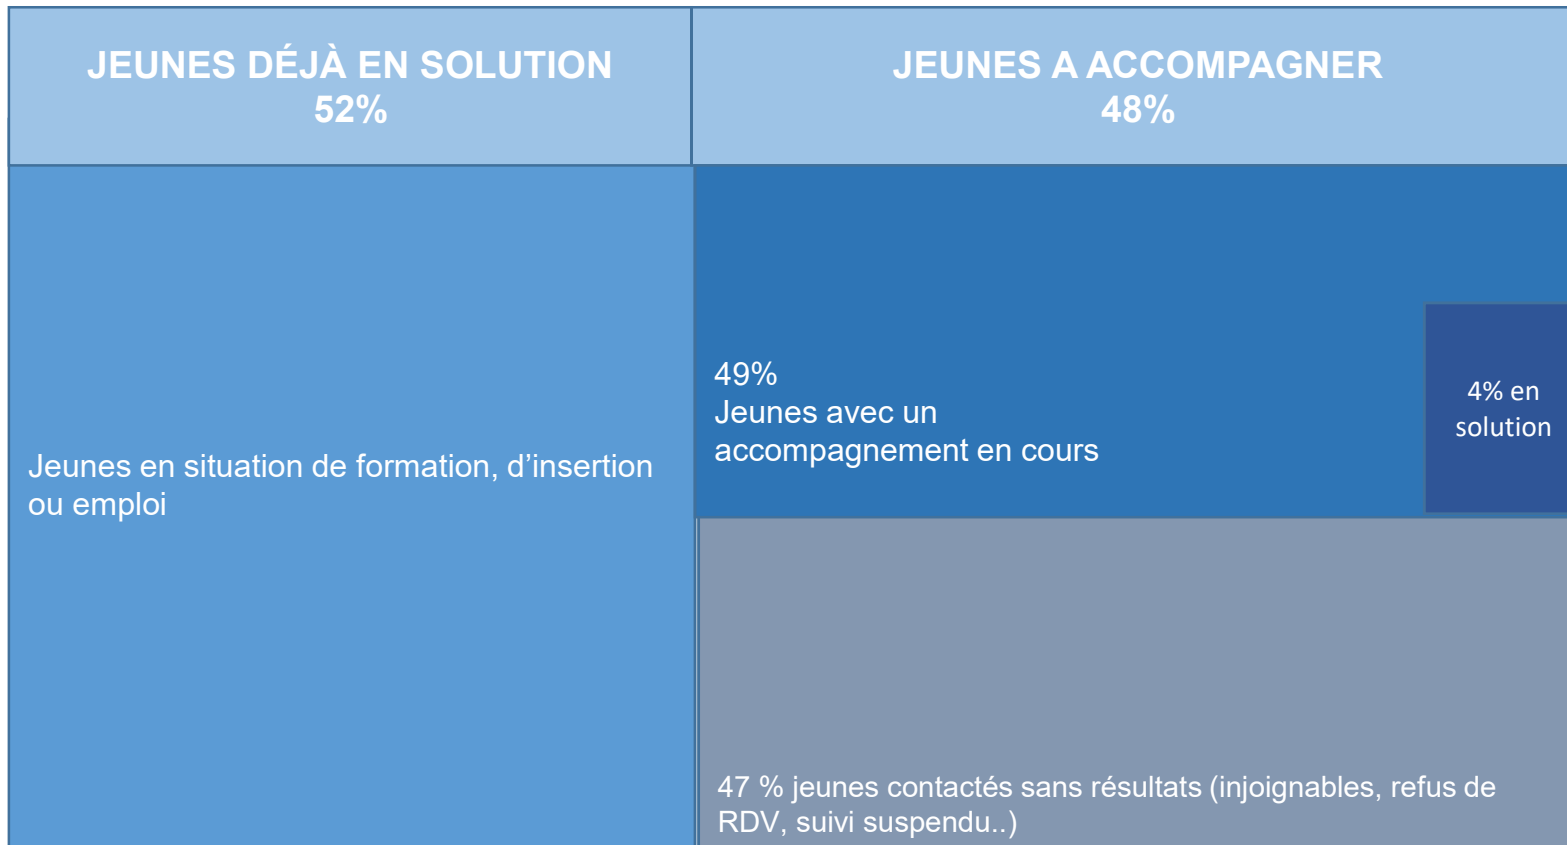 JEUNES DÉJÀ EN SOLUTION
52%
JEUNES A ACCOMPAGNER
48%
Jeunes en situation de formation, d’insertion
ou emploi
49%
Jeunes avec un
accompagnement en cours
4% en
solution
47 % jeunes contactés sans résultats (injoignables, refus de
RDV, suivi suspendu..)